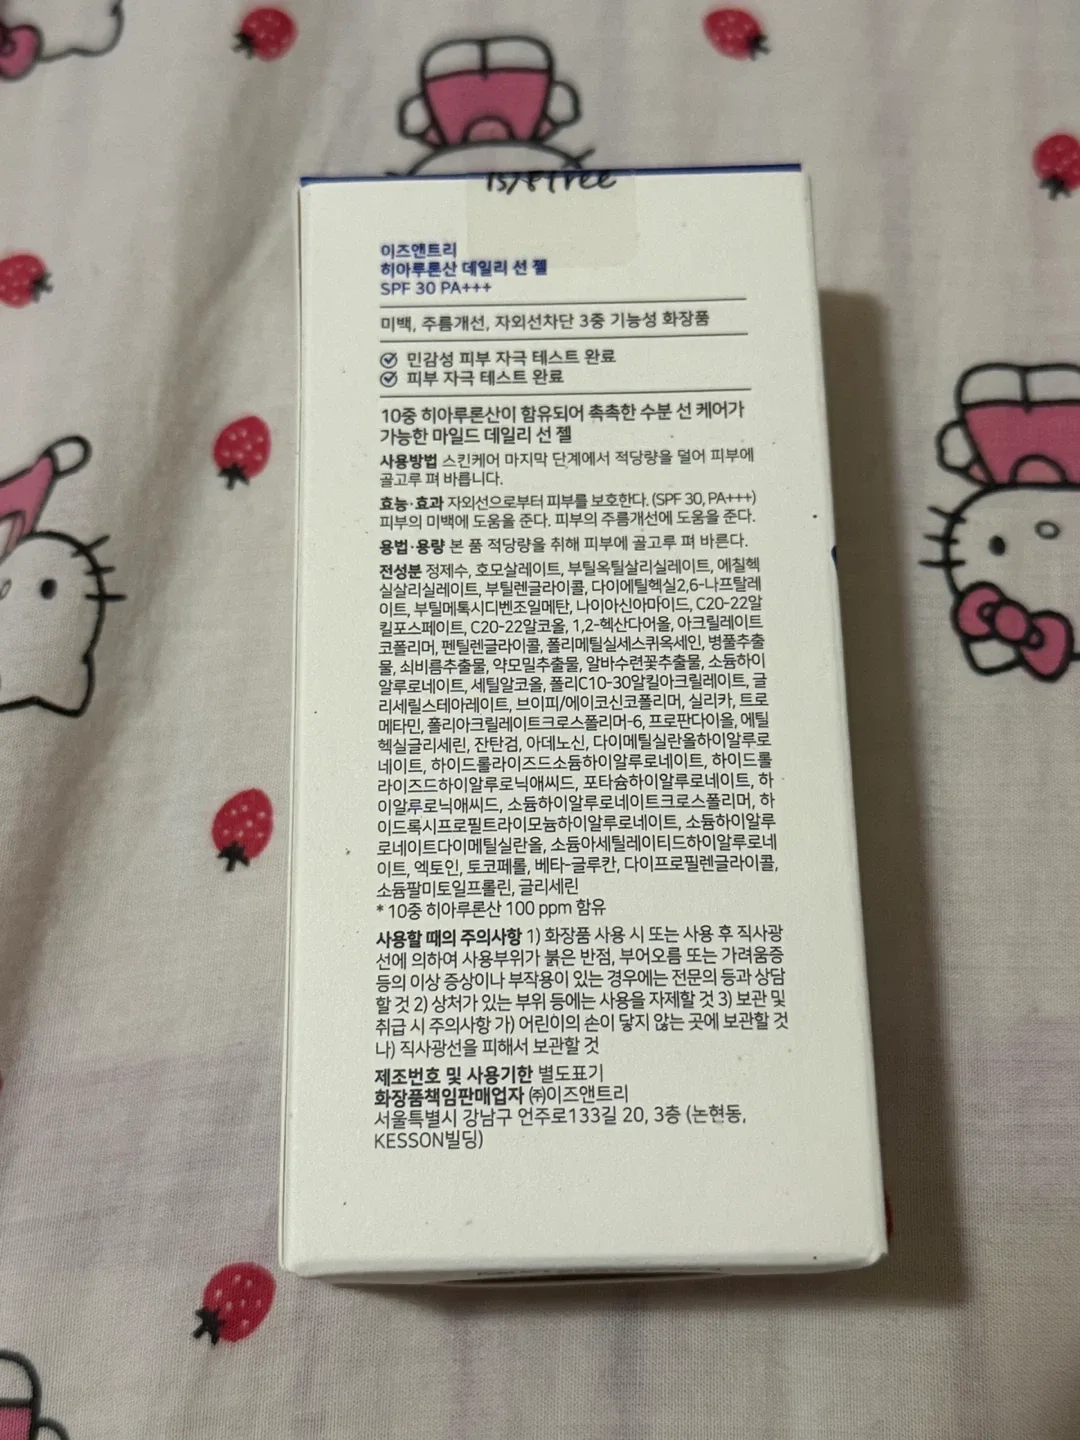 이즈앤트리
히아루론산 데일리 선 젤
SPF 30 PA+++
미백, 주름개선, 자외선차단 3중 기능성 화장품
민감성 피부 자극 테스트 완료
피부 자극 테스트 완료
10중 히아루론산이 함유되어 촉촉한 수분 선 케어가
가능한 마일드 데일리 선 젤
사용방법 스킨케어 마지막 단계에서 적당량을 덜어 피부에
골고루 펴 바릅니다.
효능·효과 자외선으로부터 피부를 보호한다. (SPF 30, PA+++)
피부의 미백에 도움을 준다. 피부의 주름개선에 도움을 준다.
용법·용량 본 품 적당량을 취해 피부에 골고루 펴 바른다.
전성분 정제수, 호모살레이트, 부틸옥틸살리실레이트, 에칠헥
실살리실레이트, 부틸렌글라이콜, 다이에틸헥실2,6-나프탈레
이트, 부틸메톡시디벤조일메탄, 나이아신아마이드, C20-22알
킬포스페이트, C20-22알코올, 1,2-헥산다이올, 아크릴레이트
코폴리머, 펜틸렌글라이콜, 폴리메틸실세스퀴옥세인, 병풀추출
물, 쇠비름추출물, 약모밀추출물, 알바수련꽃추출물, 소듐하이
알루로네이트, 세틸알코올, 폴리C10-30알킬아크릴레이트, 글
리세릴스테아레이트, 브이피/에이코신코폴리머, 실리카, 트로
메타민, 폴리아크릴레이트크로스폴리머-6, 프로판다이올, 에틸
헥실글리세린, 잔탄검, 아데노신, 다이메틸실란올하이알루로
네이트, 하이드롤라이즈드소듐하이알루로네이트, 하이드롤
라이즈드하이알루로닉애씨드, 포타슘하이알루로네이트, 하
이알루로닉애씨드, 소듐하이알루로네이트크로스폴리머, 하
이드록시프로필트라이모늄하이알루로네이트, 소듐하이알루
로네이트다이메틸실란올, 소듐아세틸레이티드하이알루로네
이트, 엑토인, 토코페롤, 베타-글루칸, 다이프로필렌글라이콜,
소듐팔미토일프롤린, 글리세린
* 10중 히아루론산 100 ppm 함유
사용할 때의 주의사항 1) 화장품 사용 시 또는 사용 후 직사광
선에 의하여 사용부위가 붉은 반점, 부어오름 또는 가려움증
등의 이상 증상이나 부작용이 있는 경우에는 전문의 등과 상담
할 것 2) 상처가 있는 부위 등에는 사용을 자제할 것 3) 보관 및
취급 시 주의사항 가) 어린이의 손이 닿지 않는 곳에 보관할 것
나) 직사광선을 피해서 보관할 것
제조번호 및 사용기한 별도표기
화장품책임판매업자 ㈜이즈앤트리
서울특별시 강남구 언주로133길 20, 3층 (논현동,
KESSON빌딩)